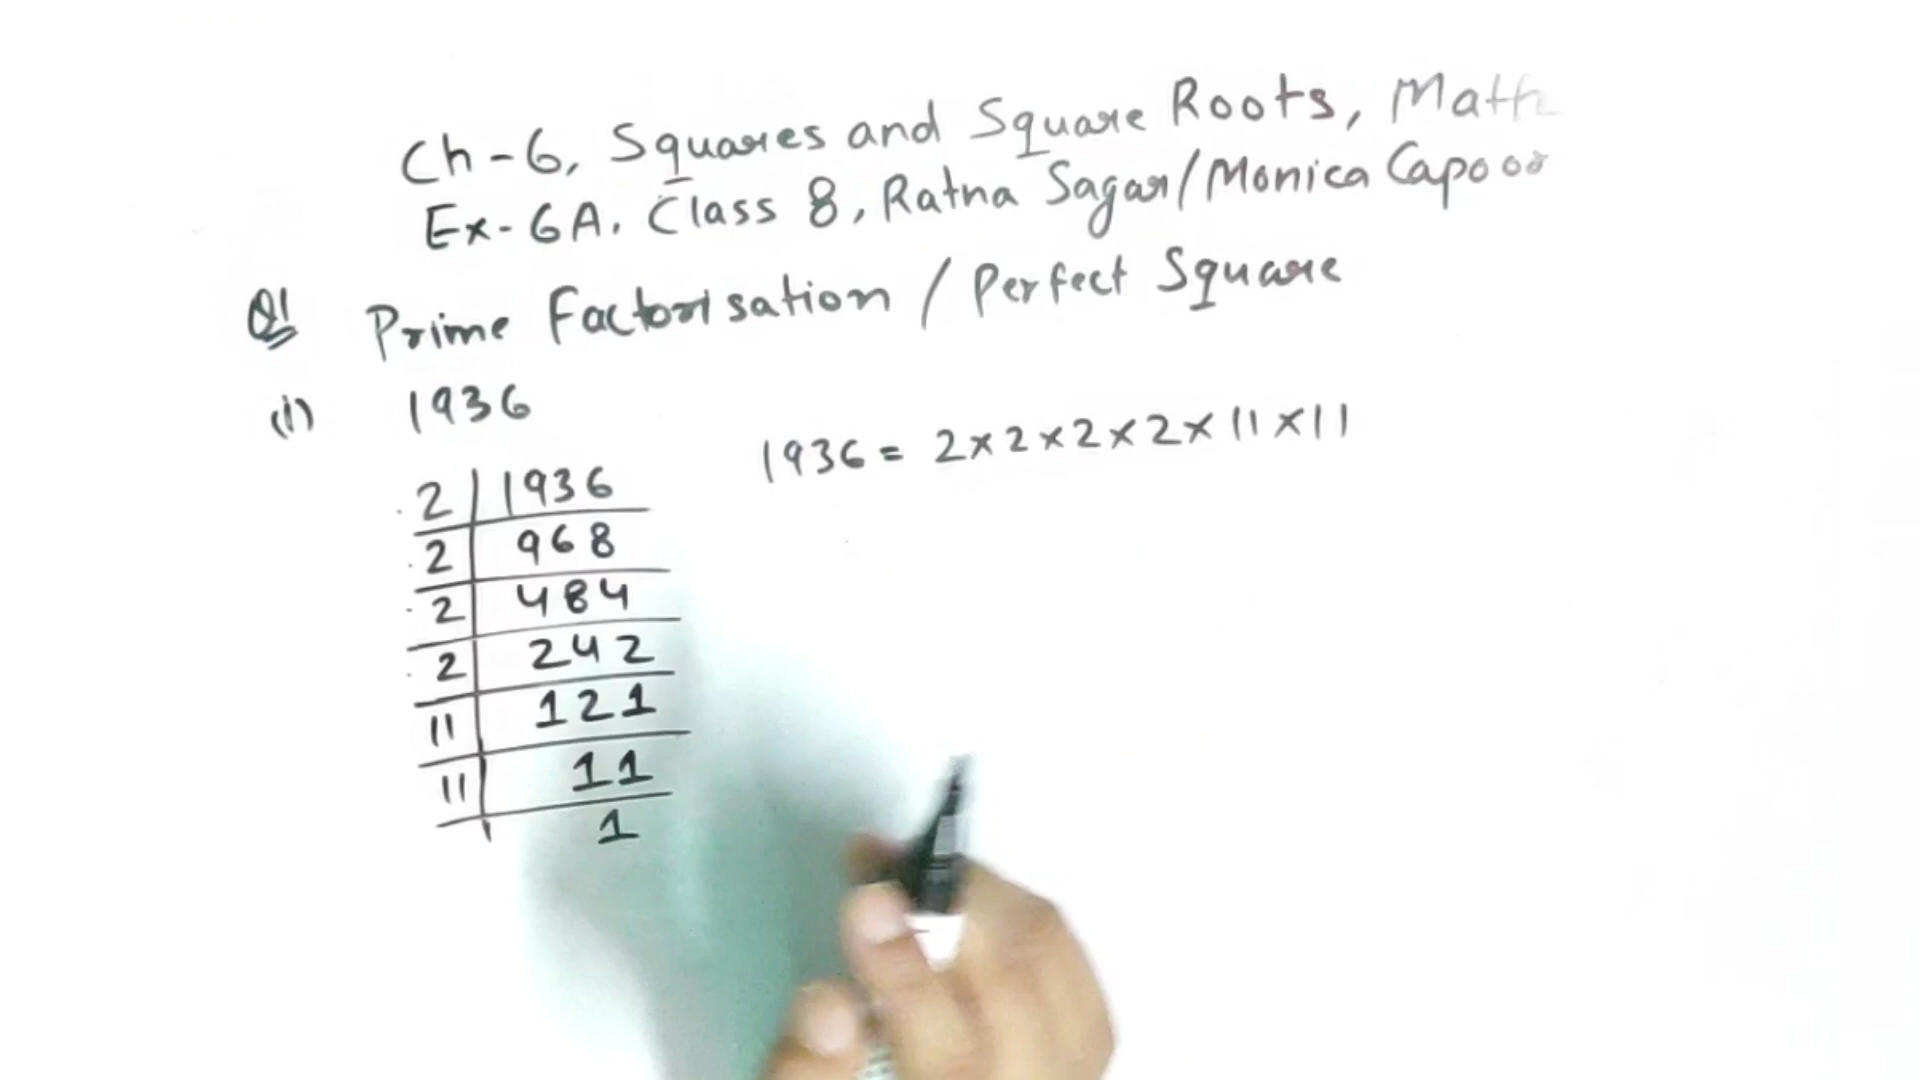 Ch-6, Squares and Square Roots, Math
Ex-6A, Class 8, Ratna Sagar/Monica Capoor
Q1 Prime Factorisation / Perfect Square
(i) 1936
1936 = 2×2×2×2×11×11
2 | 1936
2 | 968
2 | 484
2 | 242
11 | 121
11 | 11
1